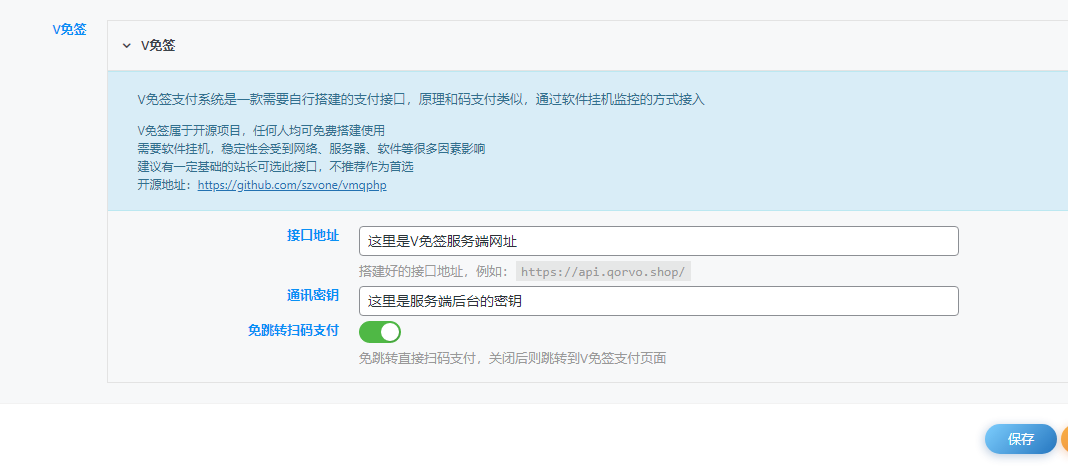 V免签
V免签
V免签支付系统是一款需要自行搭建的支付接口，原理和码支付类似，通过软件挂机监控的方式接入
V免签属于开源项目，任何人均可免费搭建使用
需要软件挂机，稳定性会受到网络、服务器、软件等很多因素影响
建议有一定基础的站长可选此接口，不推荐作为首选
开源地址：https://github.com/szvone/vmqphp
接口地址
这里是V免签服务端网址
搭建好的接口地址，例如： https://api.qorvo.shop/
通讯密钥
这里是服务端后台的密钥
免跳转扫码支付
免跳转直接扫码支付，关闭后则跳转到V免签支付页面
保存